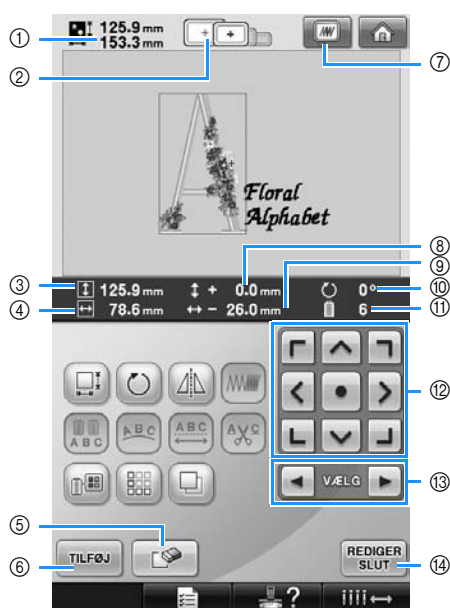 ① 125.9 mm
153.3 mm
② ⑦
Floral
Alphabet
⑧
⑨
③ 125.9 mm + 0.0 mm 0° ⑩
④ 78.6 mm − 26.0 mm 6 ⑪
⑫
A B C A B C A B C A C
⑬ VÆLG
⑤
⑥ TILFØJ REDIGER
SLUT ⑭
?